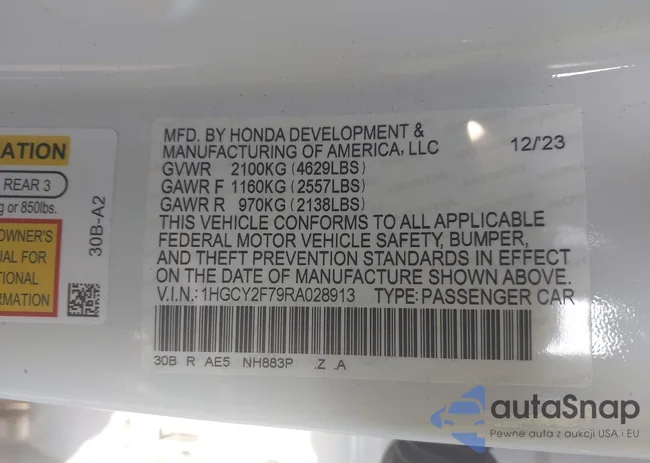 ATION
REAR 3
g or 850lbs.
OWNER'S
UAL FOR
TIONAL
MATION
30B-A2
MFD. BY HONDA DEVELOPMENT &
MANUFACTURING OF AMERICA, LLC 12/'23
GVWR 2100KG (4629LBS)
GAWR F 1160KG (2557LBS)
GAWR R 970KG (2138LBS)
THIS VEHICLE CONFORMS TO ALL APPLICABLE
FEDERAL MOTOR VEHICLE SAFETY, BUMPER,
AND THEFT PREVENTION STANDARDS IN EFFECT
ON THE DATE OF MANUFACTURE SHOWN ABOVE.
V.I.N.: 1HGCY2F79RA028913 TYPE: PASSENGER CAR
30B R AE5 NH883P .Z .A
autaSnap
Pewne auta z aukcji USA i EU